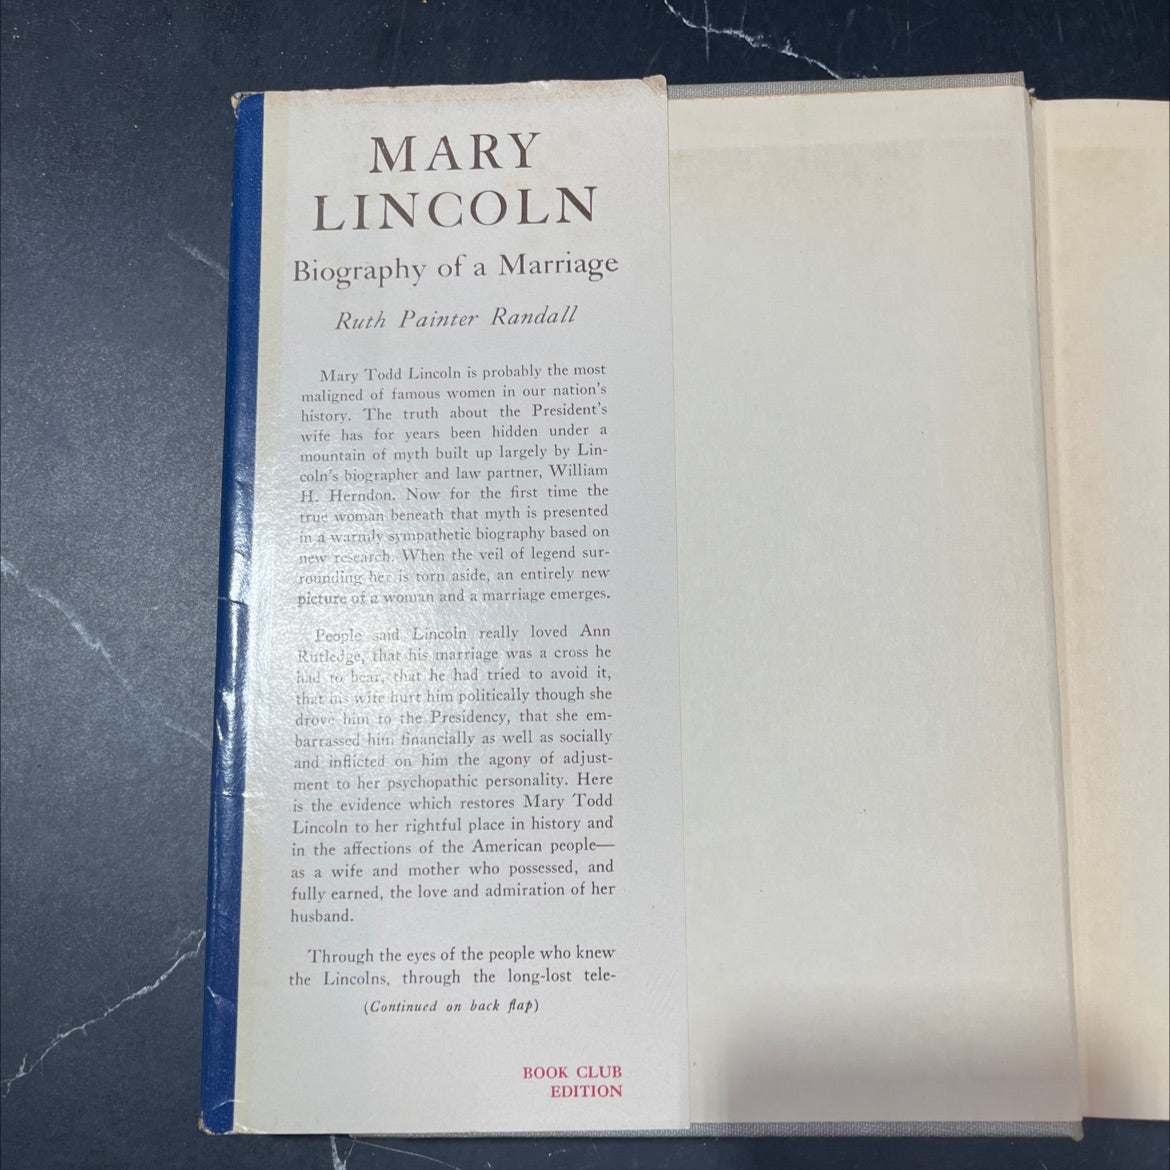 MARY
LINCOLN
Biography of a Marriage
Ruth Painter Randall
Mary Todd Lincoln is probably the most
maligned of famous women in our nation's
history. The truth about the President's
wife has for years been hidden under a
mountain of myth built up largely by Lin-
coln's biographer and law partner, William
H. Herndon. Now for the first time the
true woman beneath that myth is presented
in a warmly sympathetic biography based on
new research. When the veil of legend sur-
rounding her is torn aside, an entirely new
picture of a woman and a marriage emerges.
People said Lincoln really loved Ann
Rutledge, that his marriage was a cross he
had to bear, that he had tried to avoid it,
that his wife hurt him politically though she
drove him to the Presidency, that she em-
barrassed him financially as well as socially
and inflicted on him the agony of adjust-
ment to her psychopathic personality. Here
is the evidence which restores Mary Todd
Lincoln to her rightful place in history and
in the affections of the American people—
as a wife and mother who possessed, and
fully earned, the love and admiration of her
husband.
Through the eyes of the people who knew
the Lincolns, through the long-lost tele-
(Continued on back flap)
BOOK CLUB
EDITION